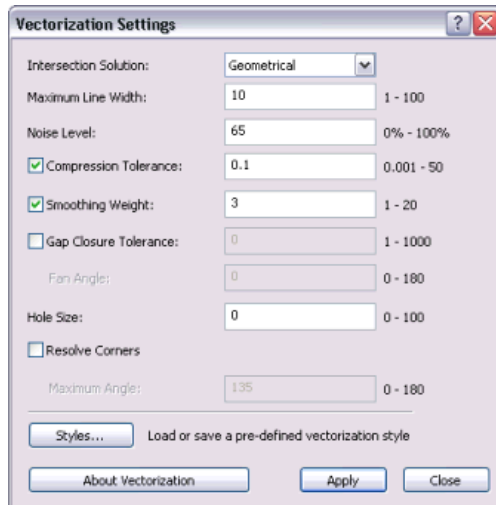 Vectorization Settings
Intersection Solution: Geometrical
Maximum Line Width: 10 1 - 100
Noise Level: 65 0% - 100%
Compression Tolerance: 0.1 0.001 - 50
Smoothing Weight: 3 1 - 20
Gap Closure Tolerance: 0 1 - 1000
Fan Angle: 0 0 - 180
Hole Size: 0 0 - 100
Resolve Corners
Maximum Angle: 135 0 - 180
Styles... Load or save a pre-defined vectorization style
About Vectorization Apply Close